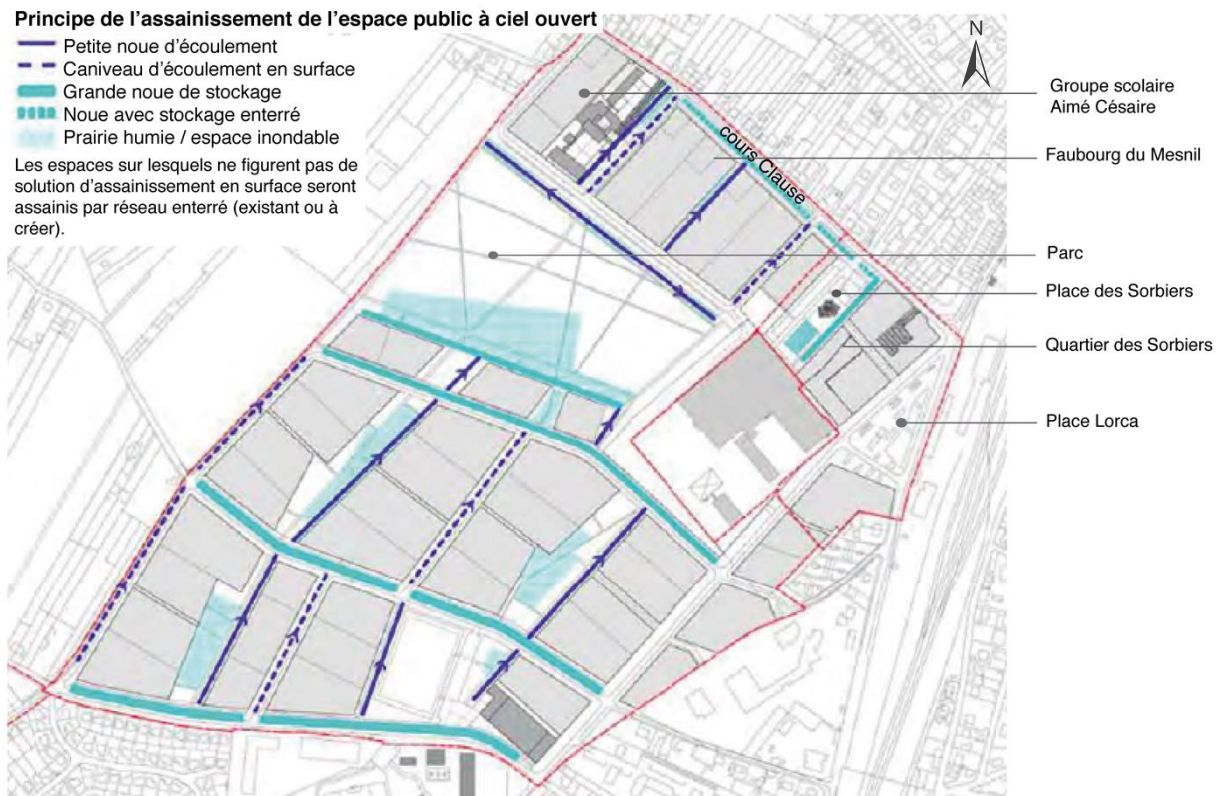 Principe de l'assainissement de l'espace public à ciel ouvert
Petite noue d'écoulement
Caniveau d'écoulement en surface
Grande noue de stockage
Noue avec stockage enterré
Prairie humie / espace inondable
Les espaces sur lesquels ne figurent pas de
solution d'assainissement en surface seront
assainis par réseau enterré (existant ou à
créer).
N
Groupe scolaire
Aimé Césaire
cours Clause
Faubourg du Mesnil
Parc
Place des Sorbiers
Quartier des Sorbiers
Place Lorca